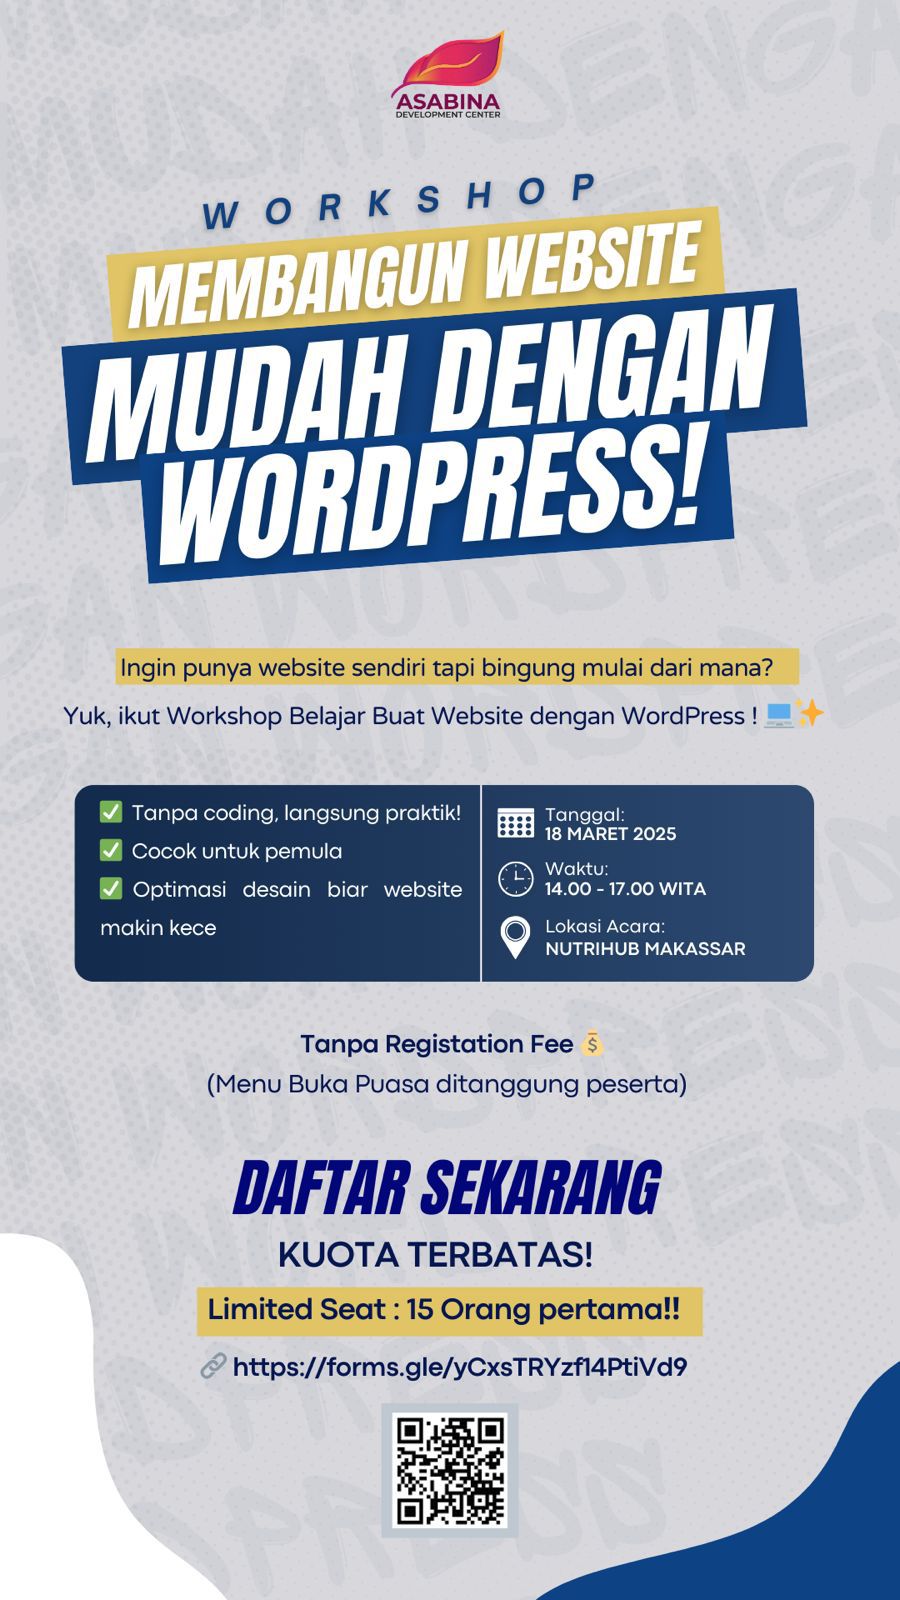 ASABINA
DEVELOPMENT CENTER
WORKSHOP
MEMBANGUN WEBSITE
MUDAH DENGAN
WORDPRESS!
Ingin punya website sendiri tapi bingung mulai dari mana?
Yuk, ikut Workshop Belajar Buat Website dengan WordPress ! 💻✨
✅ Tanpa coding, langsung praktik!
✅ Cocok untuk pemula
✅ Optimasi desain biar website
makin kece
Tanggal:
18 MARET 2025
Waktu:
14.00 - 17.00 WITA
Lokasi Acara:
NUTRIHUB MAKASSAR
Tanpa Registation Fee 💰
(Menu Buka Puasa ditanggung peserta)
DAFTAR SEKARANG
KUOTA TERBATAS!
Limited Seat : 15 Orang pertama!!
🔗 https://forms.gle/yCxsTRYzf14PtiVd9